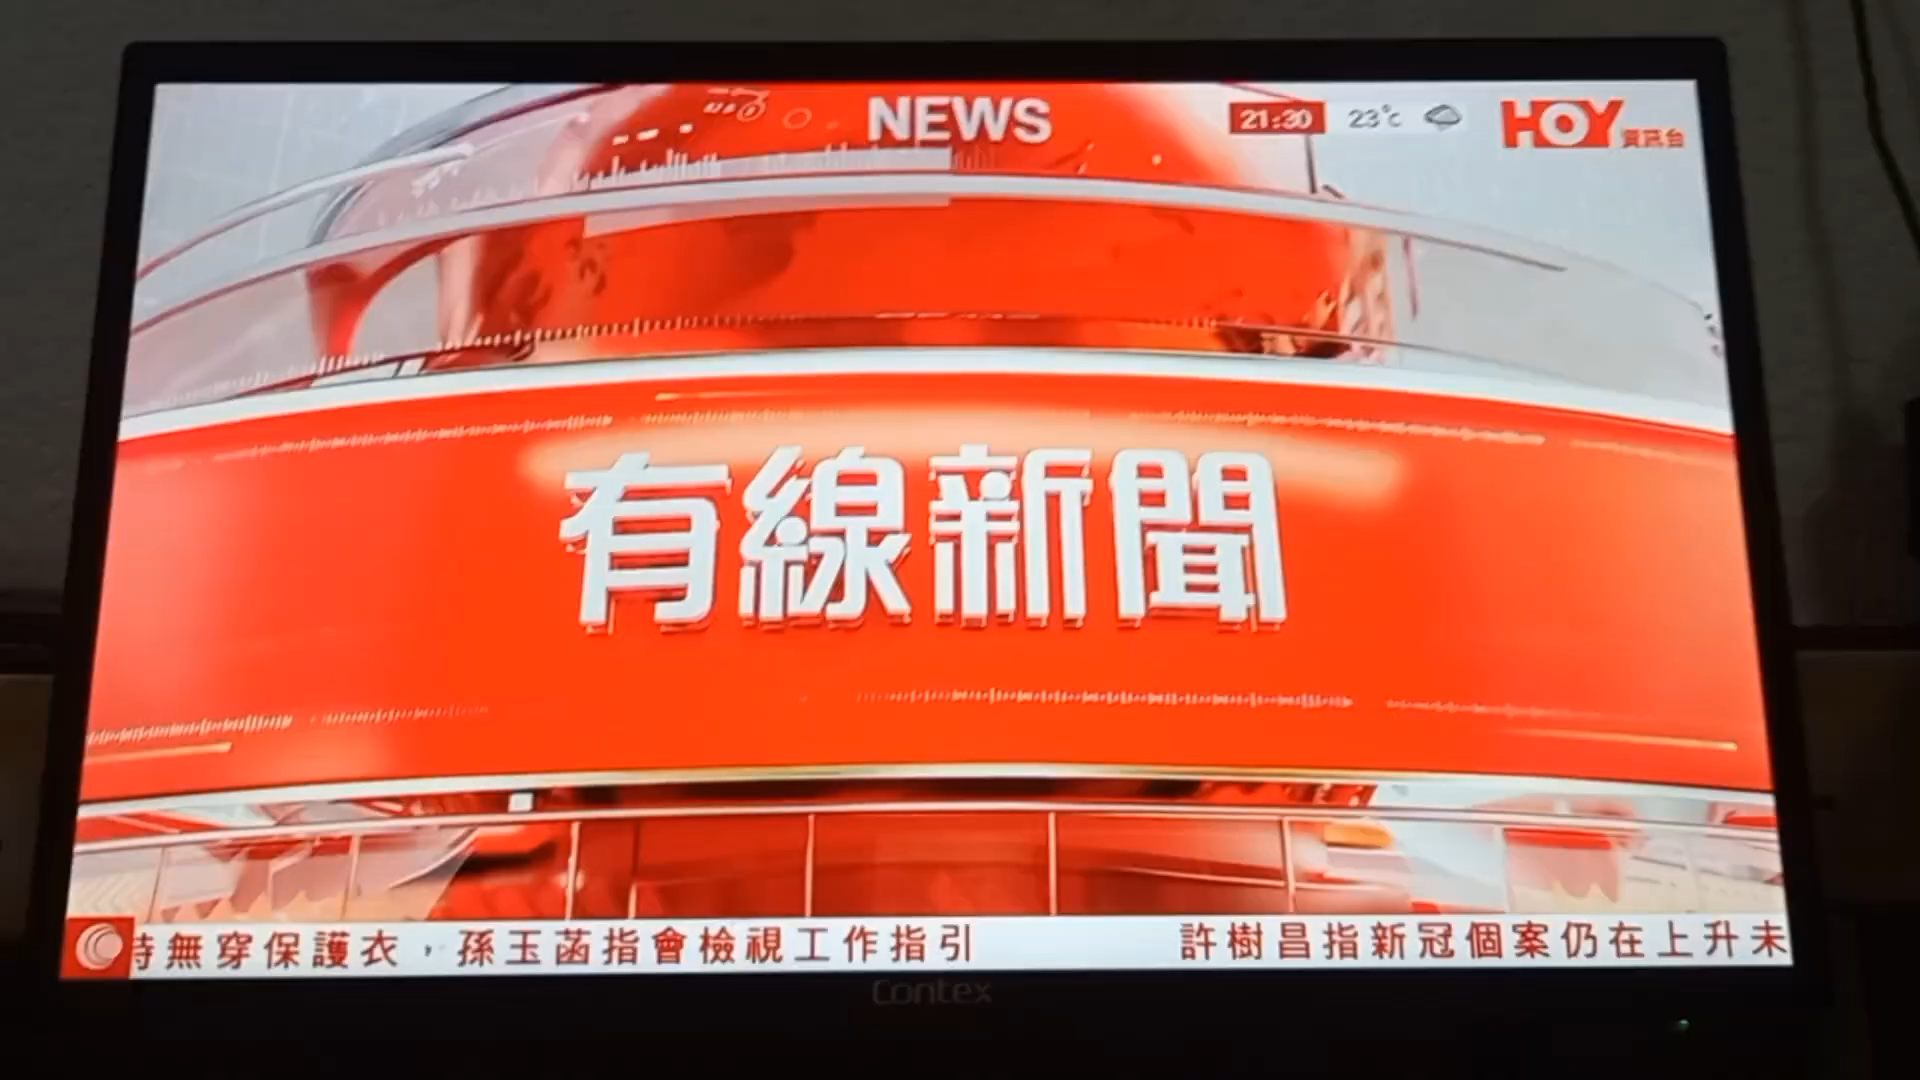 NEWS
21:30 23°c
HOY 資訊台
有線新聞
時無穿保護衣，孫玉菡指會檢視工作指引 許樹昌指新冠個案仍在上升未
Contex